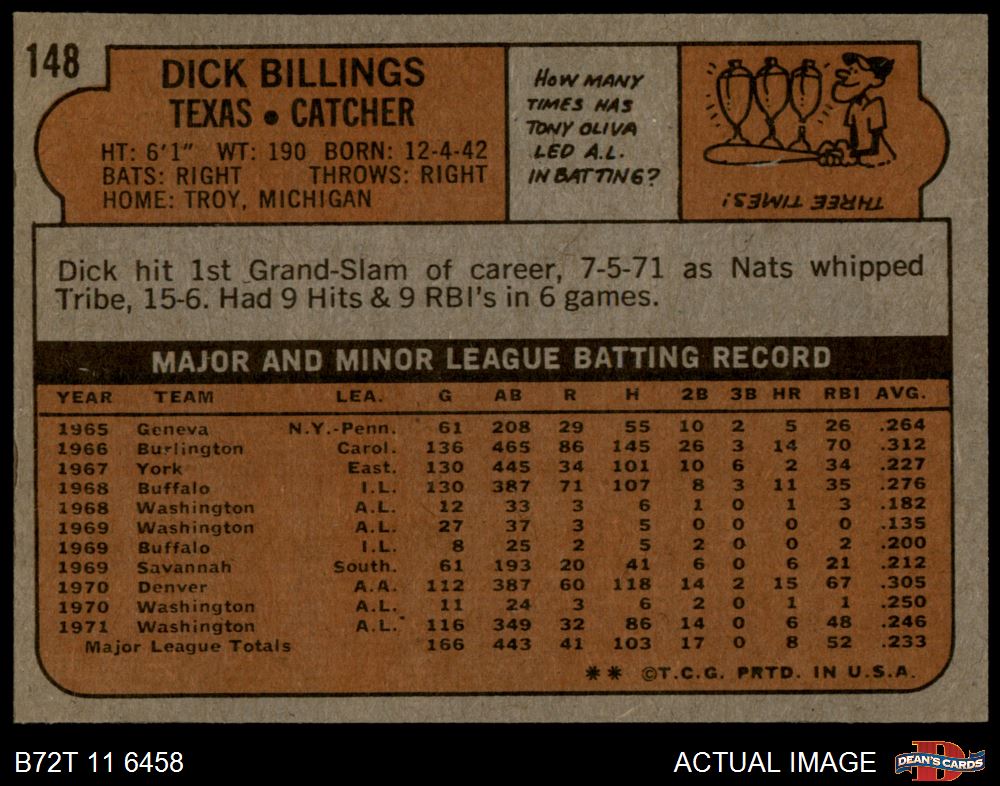 148
DICK BILLINGS
TEXAS • CATCHER
HT: 6'1" WT: 190 BORN: 12-4-42
BATS: RIGHT THROWS: RIGHT
HOME: TROY, MICHIGAN
HOW MANY
TIMES HAS
TONY OLIVA
LED A.L.
IN BATTING?
THREE TIMES!
Dick hit 1st Grand-Slam of career, 7-5-71 as Nats whipped
Tribe, 15-6. Had 9 Hits & 9 RBI's in 6 games.
MAJOR AND MINOR LEAGUE BATTING RECORD
YEAR TEAM LEA. G AB R H 2B 3B HR RBI AVG.
1965 Geneva N.Y.-Penn. 61 208 29 55 10 2 5 26 .264
1966 Burlington Carol. 136 465 86 145 26 3 14 70 .312
1967 York East. 130 445 34 101 10 6 2 34 .227
1968 Buffalo I.L. 130 387 71 107 8 3 11 35 .276
1968 Washington A.L. 12 33 3 6 1 0 1 3 .182
1969 Washington A.L. 27 37 3 5 0 0 0 0 .135
1969 Buffalo I.L. 8 25 2 5 2 0 0 2 .200
1969 Savannah South. 61 193 20 41 6 0 6 21 .212
1970 Denver A.A. 112 387 60 118 14 2 15 67 .305
1970 Washington A.L. 11 24 3 6 2 0 1 1 .250
1971 Washington A.L. 116 349 32 86 14 0 6 48 .246
Major League Totals 166 443 41 103 17 0 8 52 .233
** ©T.C.G. PRTD. IN U.S.A.
B72T 11 6458
ACTUAL IMAGE
D
DEAN'S CARDS